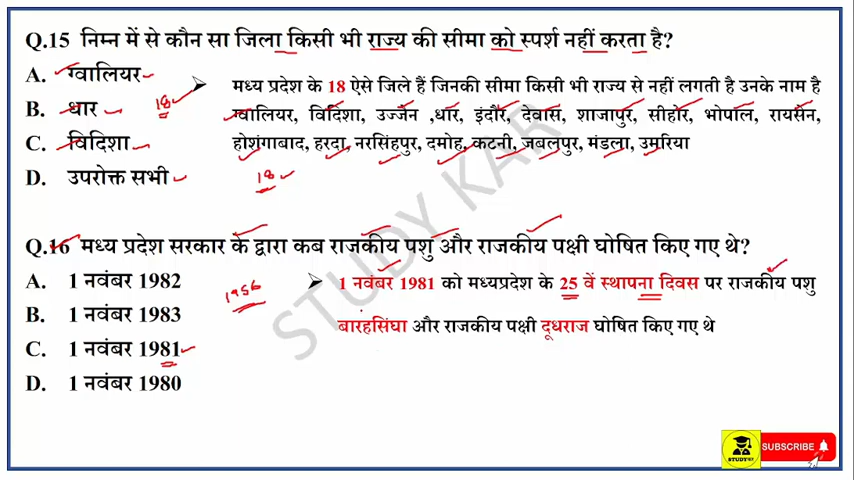 Q.15 निम्न में से कौन सा जिला किसी भी राज्य की सीमा को स्पर्श नहीं करता है?
A. ग्वालियर
B. धार
C. विदिशा
D. उपरोक्त सभी
18
मध्य प्रदेश के 18 ऐसे जिले हैं जिनकी सीमा किसी भी राज्य से नहीं लगती है उनके नाम है
ग्वालियर, विदिशा, उज्जैन ,धार, इंदौर, देवास, शाजापुर, सीहोर, भोपाल, रायसेन,
होशंगाबाद, हरदा, नरसिंहपुर, दमोह, कटनी, जबलपुर, मंडला, उमरिया
18
Q.16 मध्य प्रदेश सरकार के द्वारा कब राजकीय पशु और राजकीय पक्षी घोषित किए गए थे?
A. 1 नवंबर 1982
B. 1 नवंबर 1983
C. 1 नवंबर 1981
D. 1 नवंबर 1980
1956
1 नवंबर 1981 को मध्यप्रदेश के 25 वें स्थापना दिवस पर राजकीय पशु
बारहसिंघा और राजकीय पक्षी दूधराज घोषित किए गए थे
STUDY KAR
SUBSCRIBE